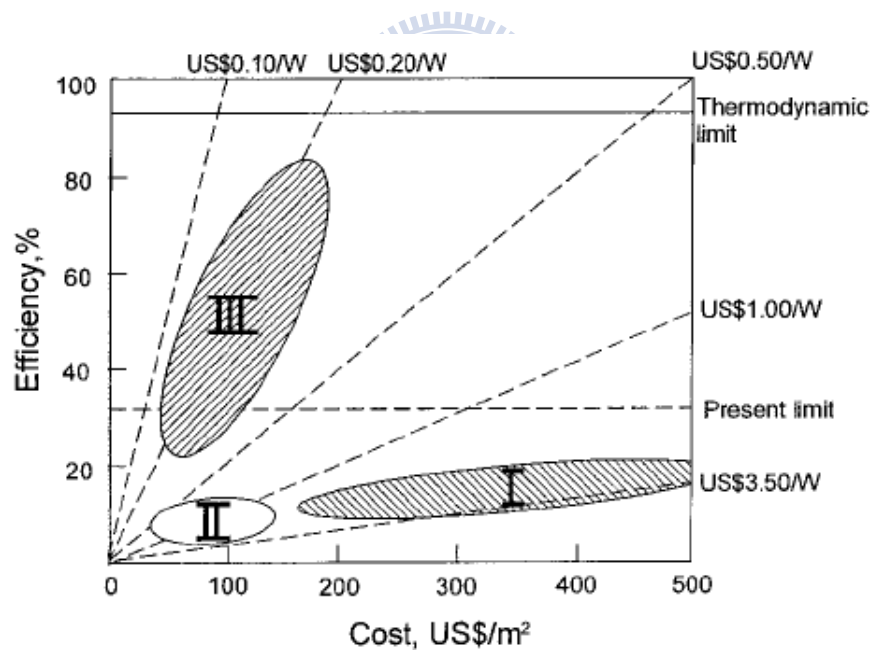 US$0.10/W
US$0.20/W
US$0.50/W
100
Thermodynamic
limit
80
60
III
Efficiency,%
US$1.00/W
40
Present limit
20
I
US$3.50/W
II
0
100
200
300
400
500
Cost, US$/m²